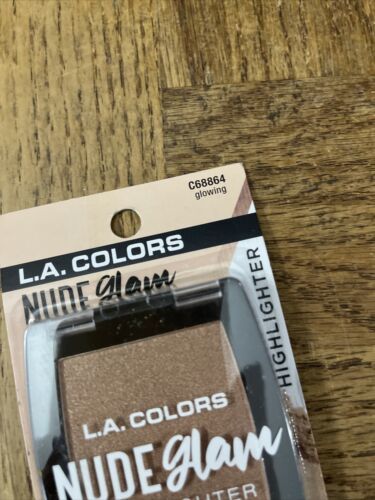 C68864
glowing
L.A. COLORS
NUDE glam
HIGHLIGHTER
L.A. COLORS
NUDE glam